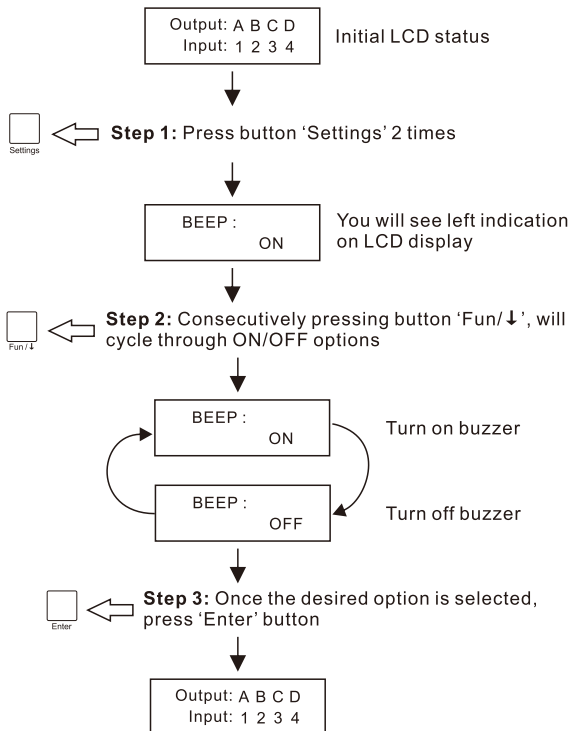 Output: A B C D
Input: 1 2 3 4
Initial LCD status
Settings
Step 1: Press button ‘Settings’ 2 times
BEEP :
ON
You will see left indication
on LCD display
Fun / ↓
Step 2: Consecutively pressing button ‘Fun/ ↓ ’, will
cycle through ON/OFF options
BEEP :
ON
Turn on buzzer
BEEP :
OFF
Turn off buzzer
Enter
Step 3: Once the desired option is selected,
press ‘Enter’ button
Output: A B C D
Input: 1 2 3 4